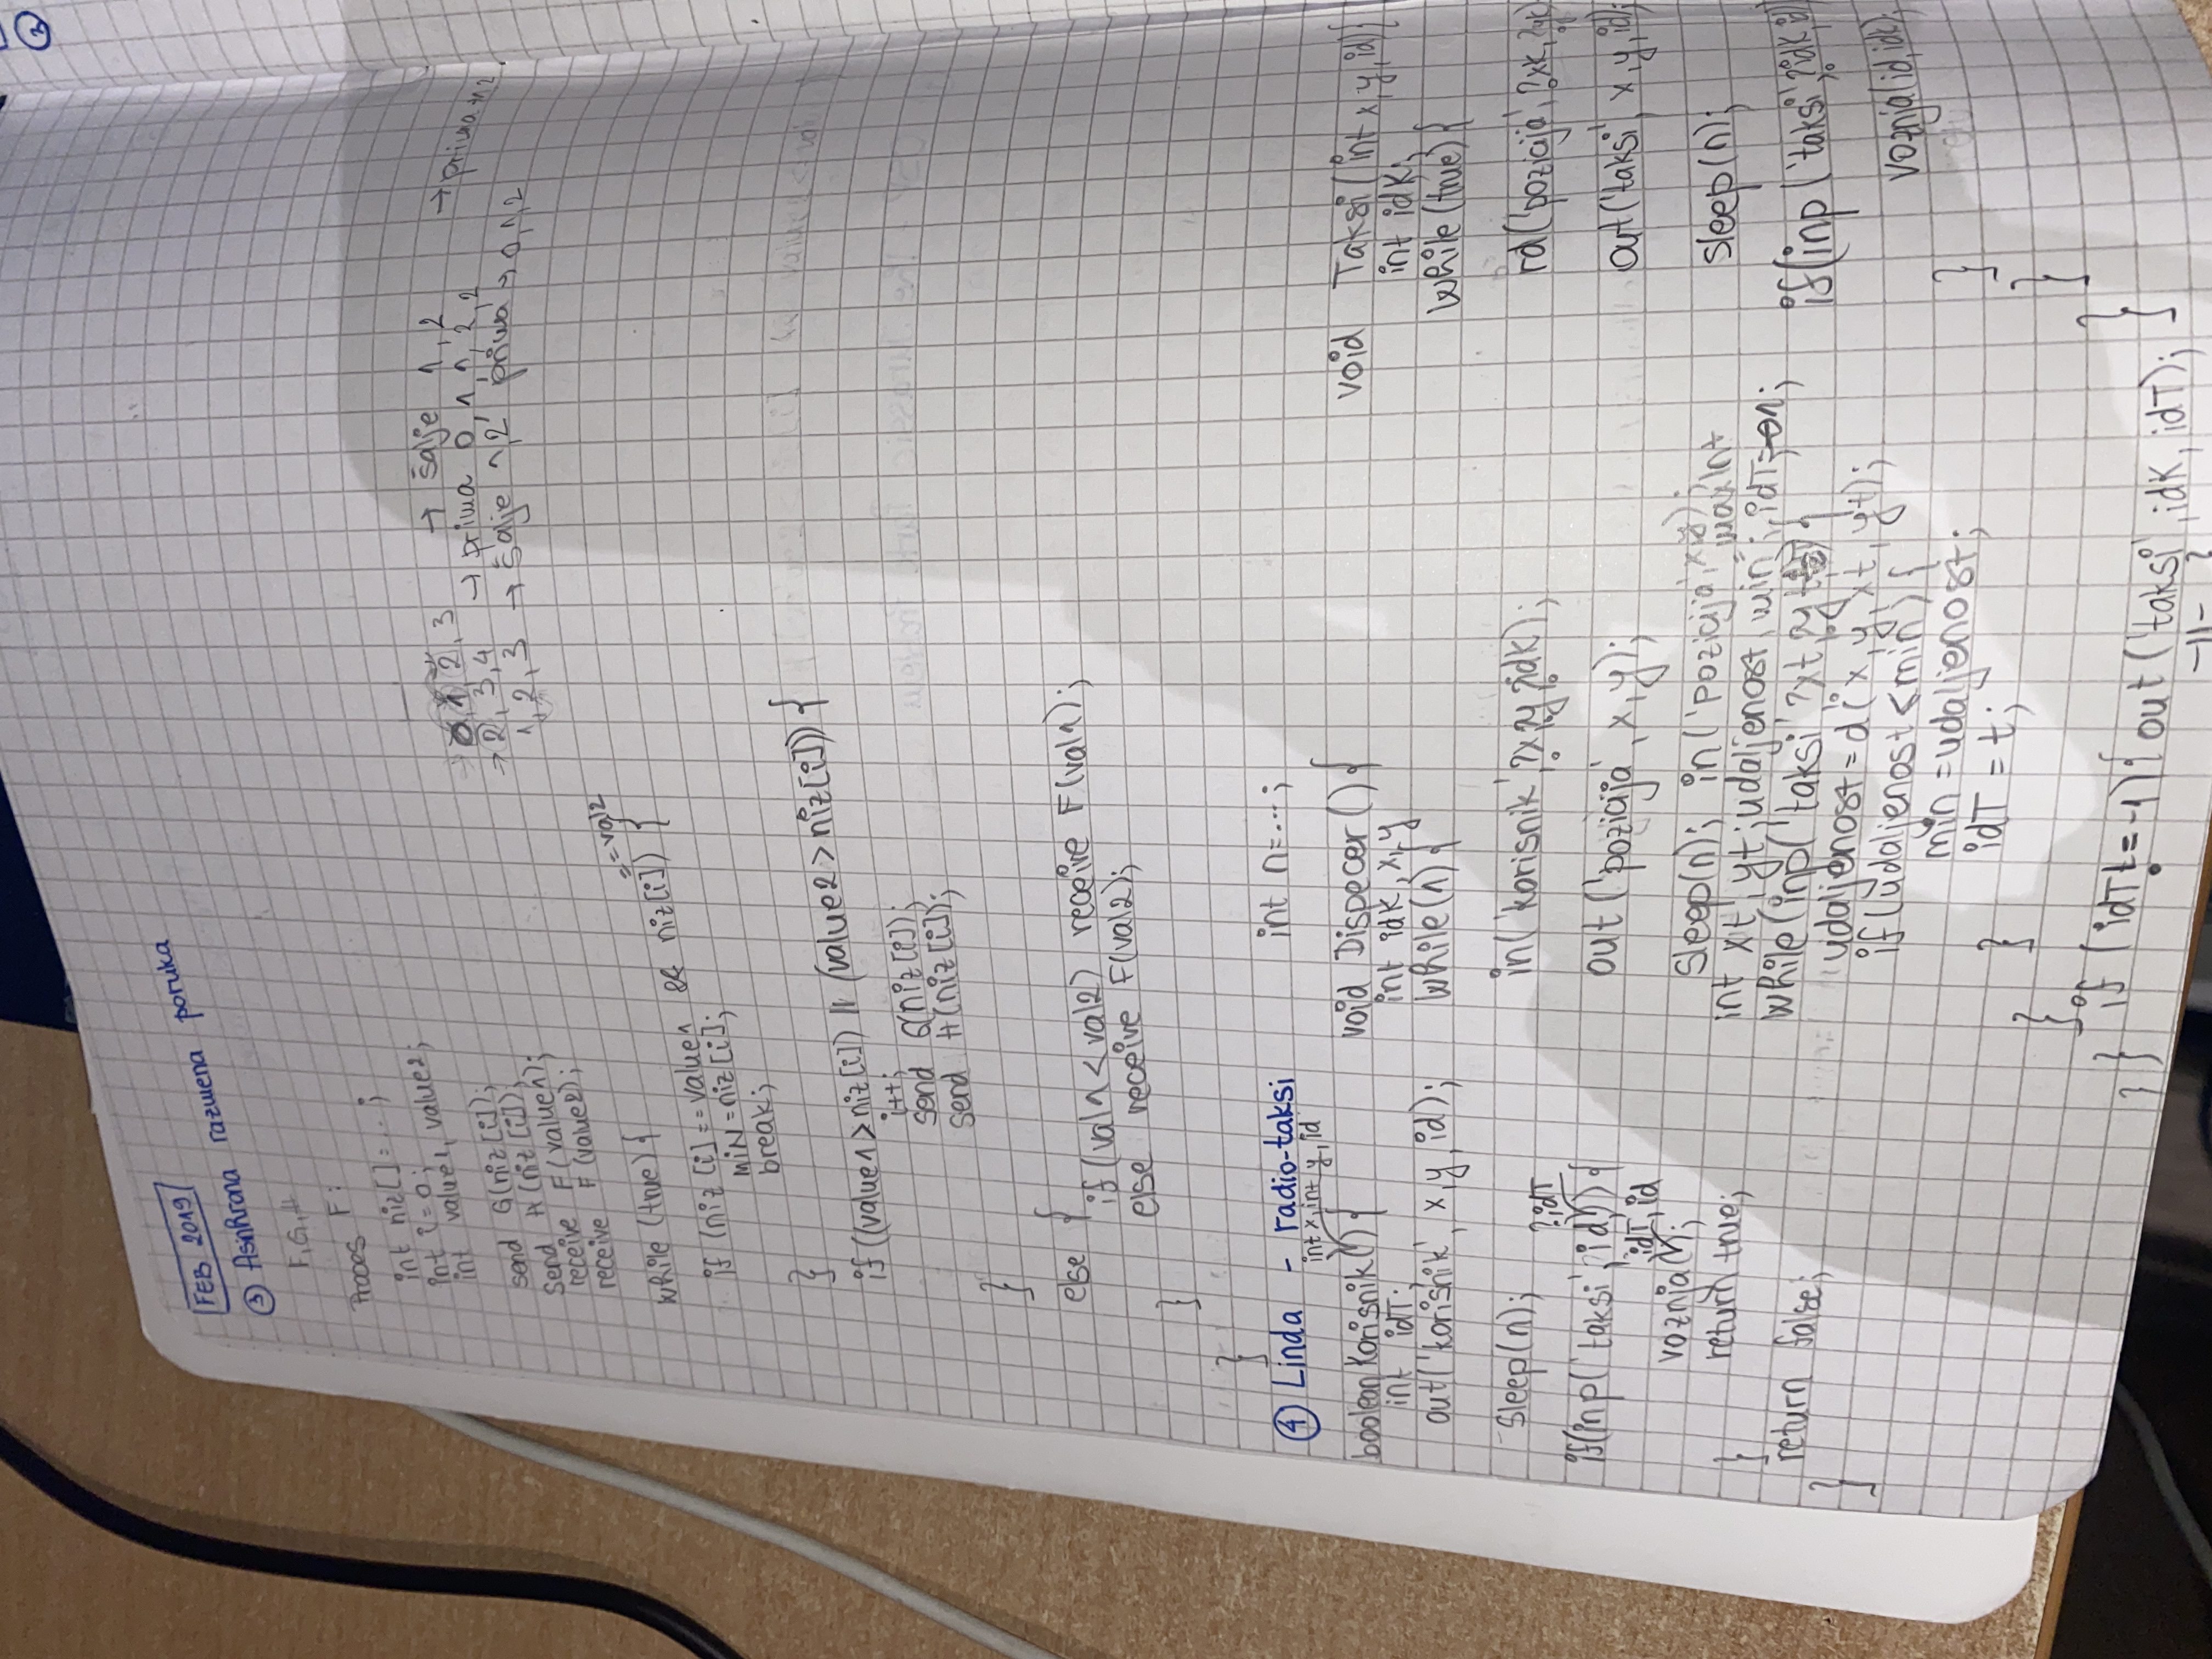 FEB 2019
③ Asinhrona razmena poruka
F, G, H
Proces F:
int niz[] = ... ;
int i=0;
int value1, value2;
send G(niz[i]);
send H(niz[i]);
receive F(value1);
receive F(value2);
0, 1, 2, 3 → šalje 1, 2 → prima 1,2
→ 2, 3, 4 → prima 0, 1, 1, 2, 2
1, 2, 3 → šalje 1,2 prima → 0,1,2
while (true) {
== val2
if (niz[i] == value1 && niz[i]) {
min = niz[i];
break;
}
if ((value1 > niz[i]) || (value2 > niz[i])) {
i++;
send G(niz[i]);
send H(niz[i]);
}
else {
if (val1 < val2) receive F(val1);
else receive F(val2);
}
}
④ Linda - radio-taksi
int x, int y, id
boolean Korisnik() {
int idT;
out('korisnik', x, y, id);
sleep(n);
?idT
if(inp('taksi', id, )) {
idT, id
voznja();
return true;
}
return false;
}
int n=... ;
void Dispecer() {
int idk, x, y
while(1) {
in('korisnik', ?x, ?y, ?idk);
out('pozicija', x, y);
sleep(n); in('pozicija', x, y);
= maxInt
int xt, yt, udaljenost, min; idT=-1;
while(inp('taksi', ?xt, ?yt )) {
udaljenost = d(x, y, xt, yt);
if(udaljenost < min) {
min = udaljenost;
idT = t;
}
}
if (idT != -1) { out('taksi', idK, idT); }
-||- ?
} }
void Taksi(int x, y, id) {
int idK;
while(true) {
rd('pozicija', ?xk, ?yk)
out('taksi', x, y, id);
sleep(n);
if(inp('taksi', ?idK, id)
voznja(id, idk);
}
}
②